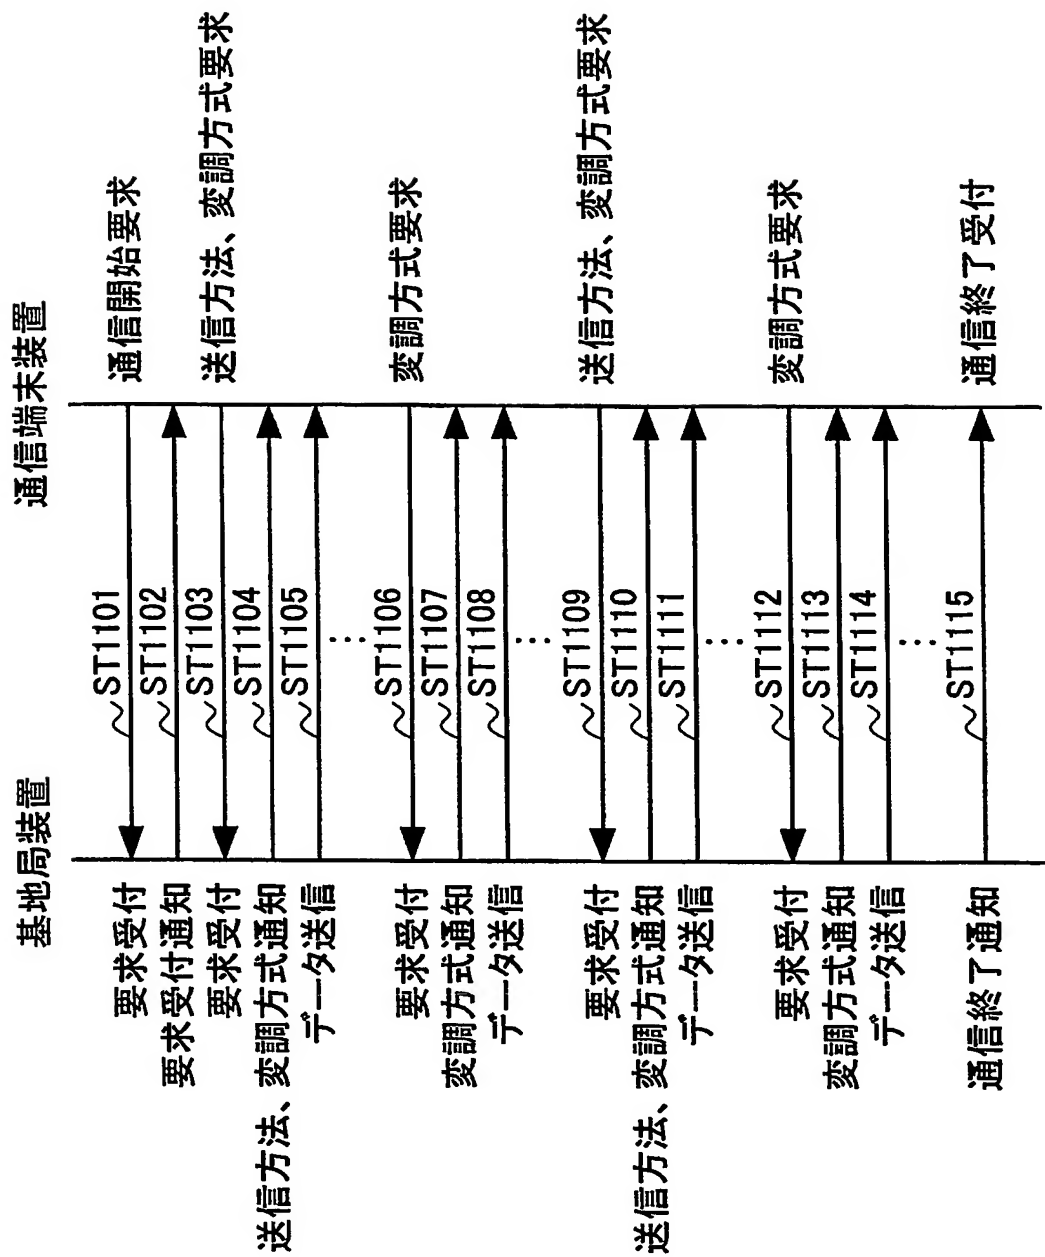 基地局装置
通信端末装置
要求受付
ST1101
通信開始要求
要求受付通知
ST1102
要求受付
ST1103
送信方法、変調方式要求
送信方法、変調方式通知
ST1104
データ送信
ST1105
…
要求受付
ST1106
変調方式要求
変調方式通知
ST1107
データ送信
ST1108
…
要求受付
ST1109
送信方法、変調方式要求
送信方法、変調方式通知
ST1110
データ送信
ST1111
…
要求受付
ST1112
変調方式要求
変調方式通知
ST1113
データ送信
ST1114
…
通信終了通知
ST1115
通信終了受付